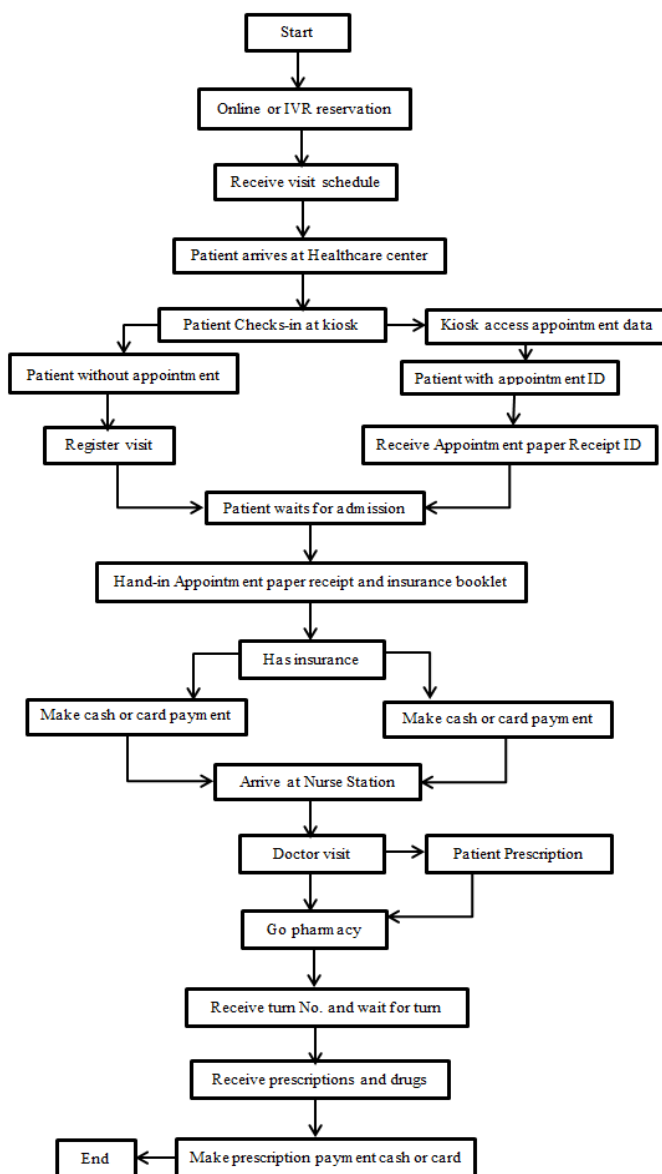 Start
Online or IVR reservation
Receive visit schedule
Patient arrives at Healthcare center
Patient Checks-in at kiosk
Kiosk access appointment data
Patient without appointment
Patient with appointment ID
Register visit
Receive Appointment paper Receipt ID
Patient waits for admission
Hand-in Appointment paper receipt and insurance booklet
Has insurance
Make cash or card payment
Make cash or card payment
Arrive at Nurse Station
Doctor visit
Patient Prescription
Go pharmacy
Receive turn No. and wait for turn
Receive prescriptions and drugs
End
Make prescription payment cash or card